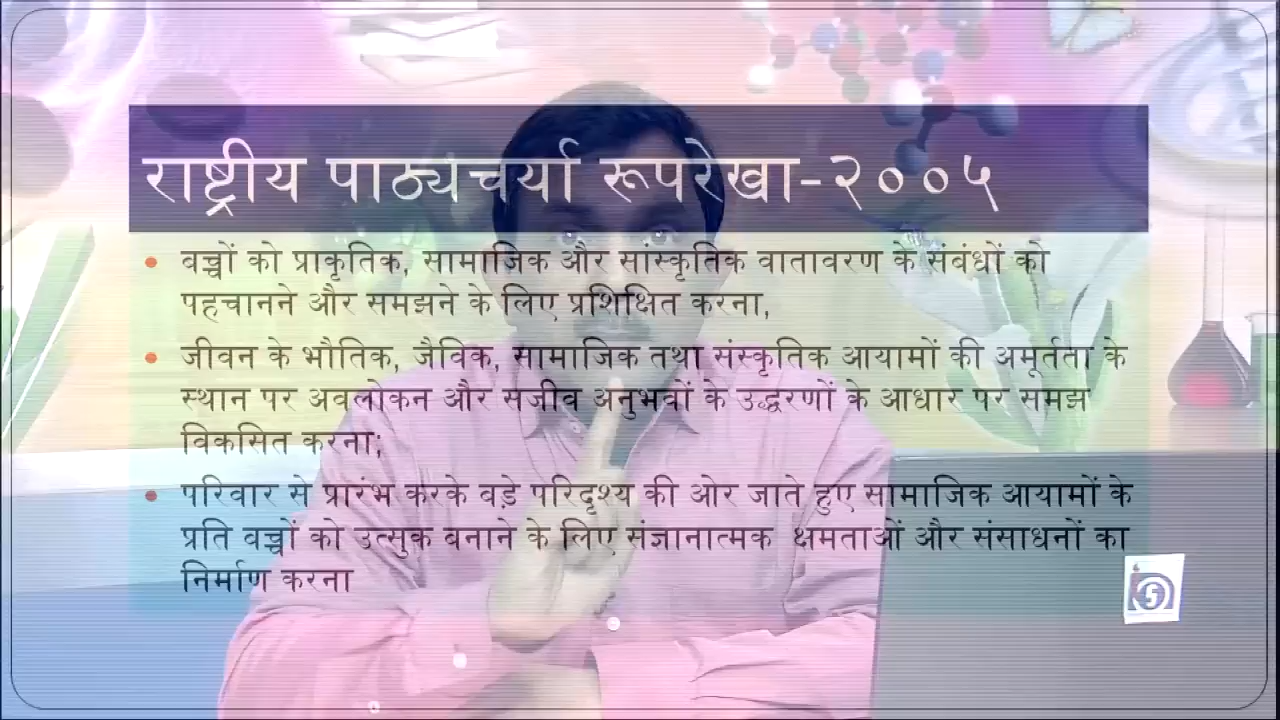 राष्ट्रीय पाठ्यचर्या रूपरेखा-२००५
• बच्चों को प्राकृतिक, सामाजिक और सांस्कृतिक वातावरण के संबंधों को
पहचानने और समझने के लिए प्रशिक्षित करना,
• जीवन के भौतिक, जैविक, सामाजिक तथा संस्कृतिक आयामों की अमूर्तता के
स्थान पर अवलोकन और सजीव अनुभवों के उद्धरणों के आधार पर समझ
विकसित करना;
• परिवार से प्रारंभ करके बड़े परिदृश्य की ओर जाते हुए सामाजिक आयामों के
प्रति बच्चों को उत्सुक बनाने के लिए संज्ञानात्मक क्षमताओं और संसाधनों का
निर्माण करना